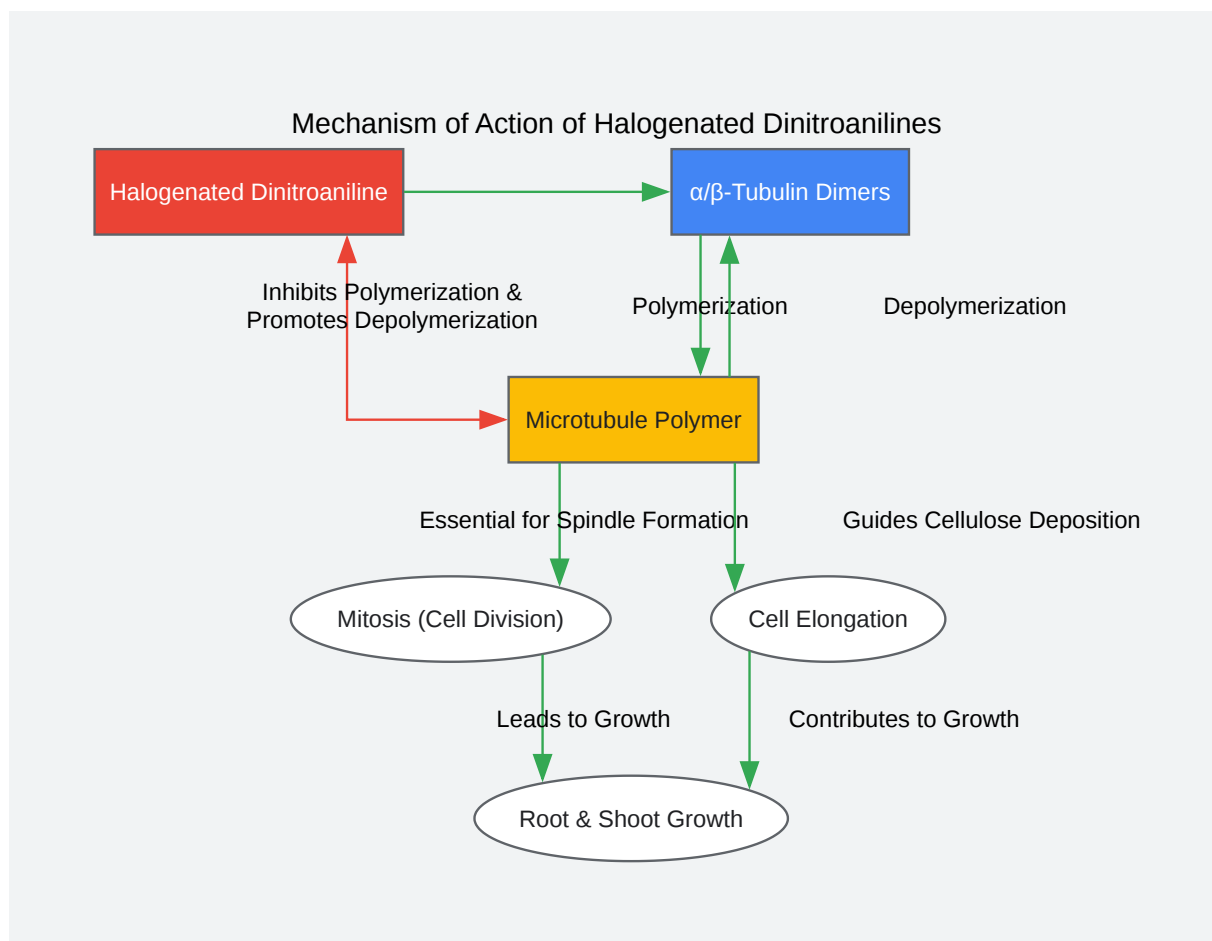 Mechanism of Action of Halogenated Dinitroanilines
Halogenated Dinitroaniline
α/β-Tubulin Dimers
Inhibits Polymerization &
Promotes Depolymerization
Polymerization
Depolymerization
Microtubule Polymer
Essential for Spindle Formation
Guides Cellulose Deposition
Mitosis (Cell Division)
Cell Elongation
Leads to Growth
Contributes to Growth
Root & Shoot Growth